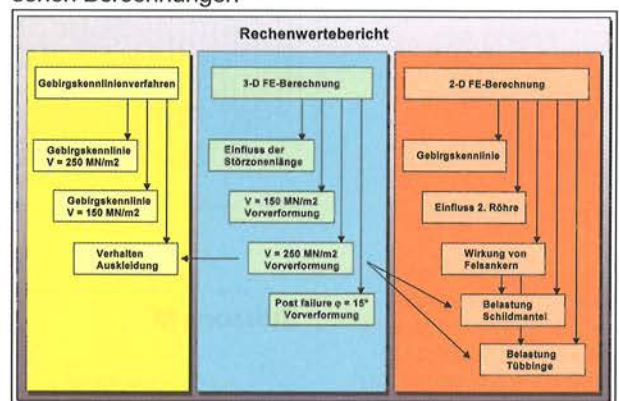 schen Berechnungen
Rechenwertebericht
Gebirgskennlinienverfahren
Gebirgskennlinie
V = 250 MN/m2
Gebirgskennlinie
V = 150 MN/m2
Verhalten
Auskleidung
3-D FE-Berechnung
Einfluss der
Störzonenlänge
V = 150 MN/m2
Vorverformung
V = 250 MN/m2
Vorverformung
Post failure φ = 15°
Vorverformung
2-D FE-Berechnung
Gebirgskennlinie
Einfluss 2. Röhre
Wirkung von
Felsankern
Belastung
Schildmantel
Belastung
Tübbinge